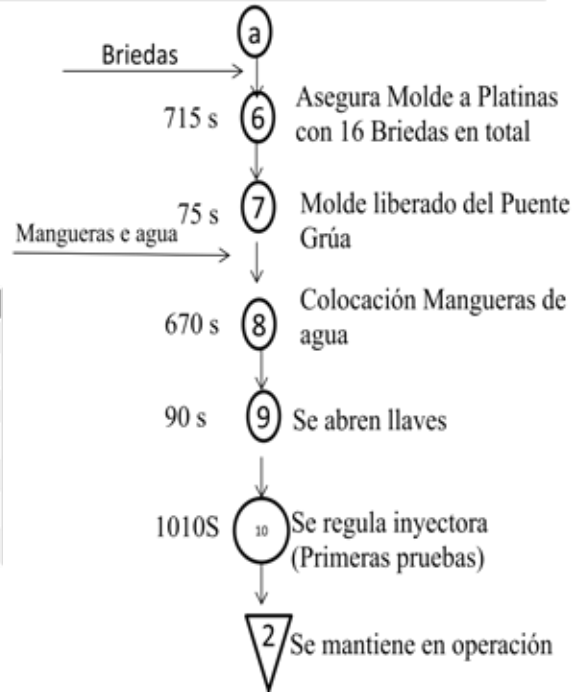 a
Briedas
715 s
6
Asegura Molde a Platinas
con 16 Briedas en total
75 s
7
Molde liberado del Puente
Grúa
Mangueras e agua
670 s
8
Colocación Mangueras de
agua
90 s
9
Se abren llaves
1010S
10
Se regula inyectora
(Primeras pruebas)
2
Se mantiene en operación